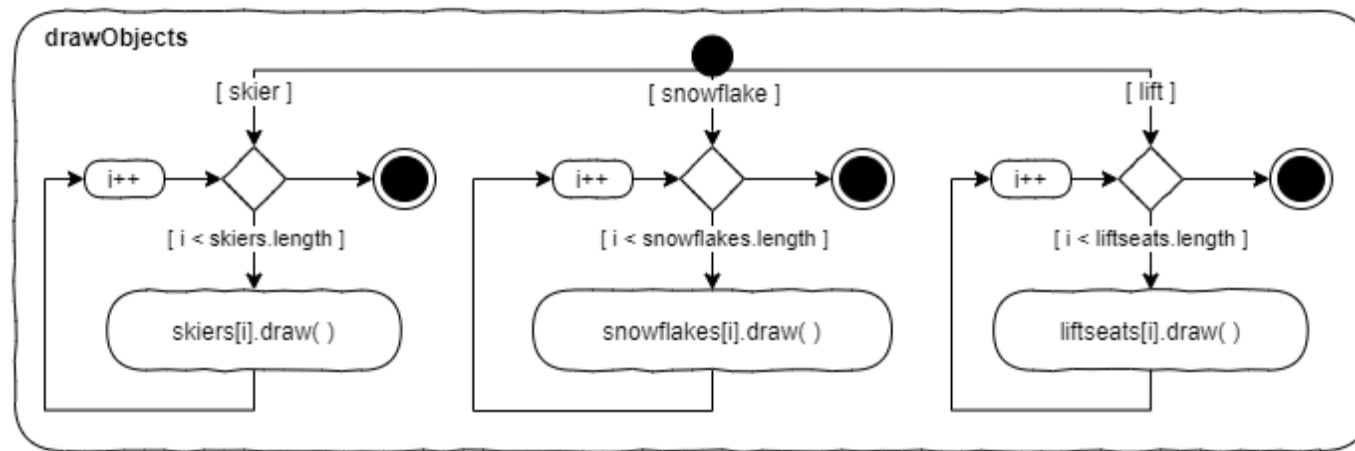 drawObjects
[ skier ]
[ snowflake ]
[ lift ]
i++
i++
i++
[ i < skiers.length ]
[ i < snowflakes.length ]
[ i < liftseats.length ]
skiers[i].draw( )
snowflakes[i].draw( )
liftseats[i].draw( )